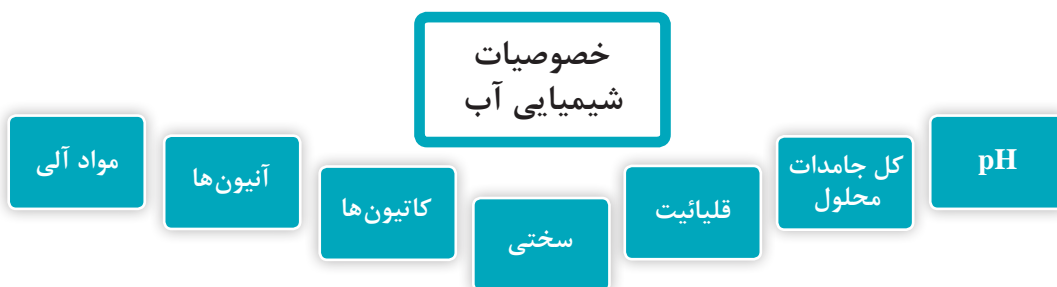 خصوصیات
شیمیایی آب
pH
کل جامدات
محلول
قلیائیت
سختی
کاتیون‌ها
آنیون‌ها
مواد آلی